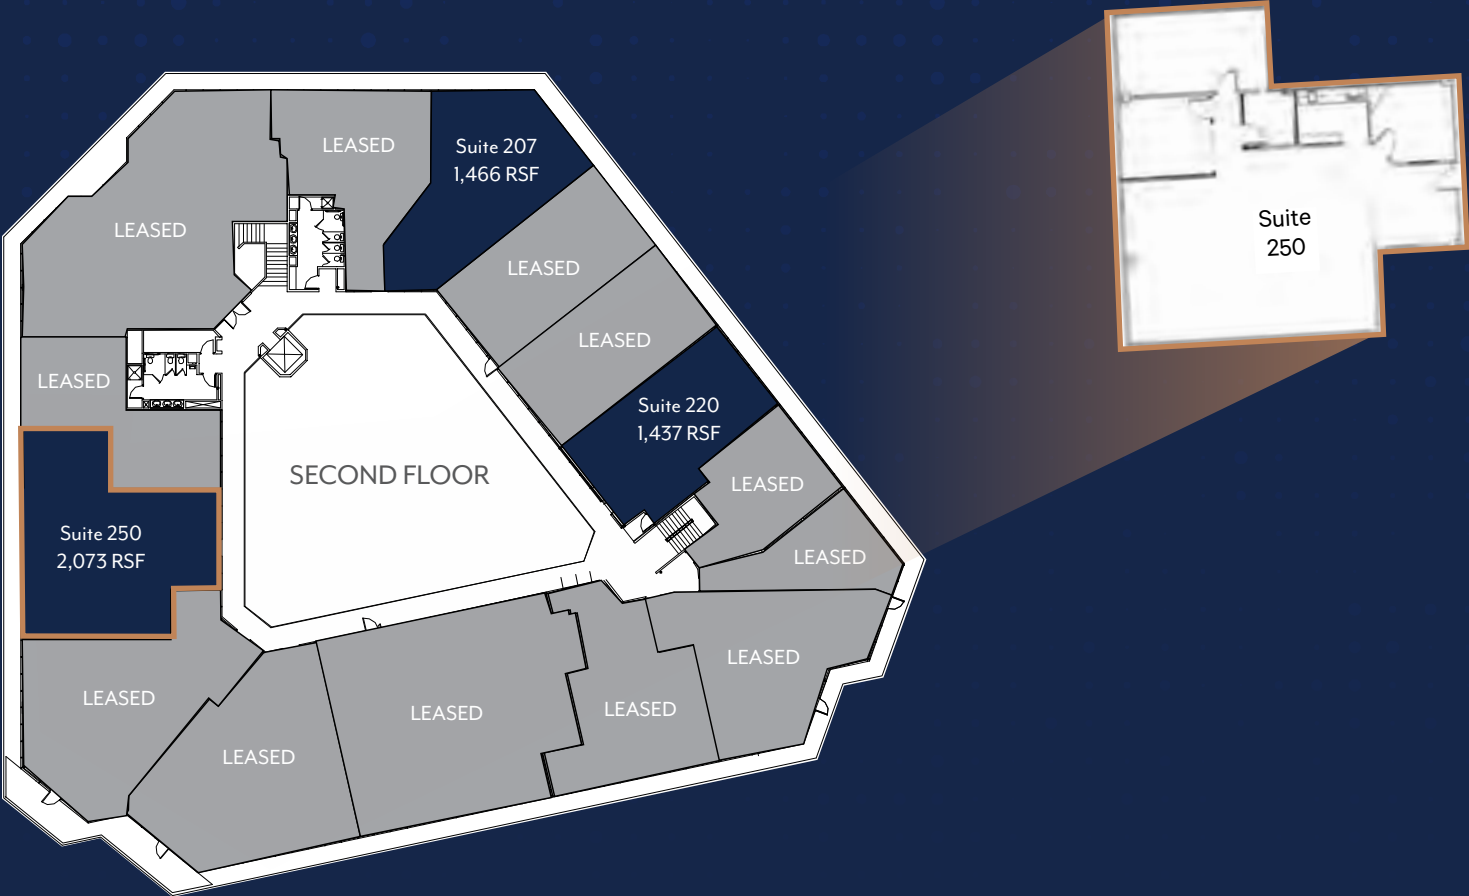 LEASED
Suite 207
1,466 RSF
LEASED
LEASED
LEASED
LEASED
Suite 220
1,437 RSF
SECOND FLOOR
LEASED
Suite 250
2,073 RSF
LEASED
LEASED
LEASED
LEASED
LEASED
LEASED
LEASED
Suite
250